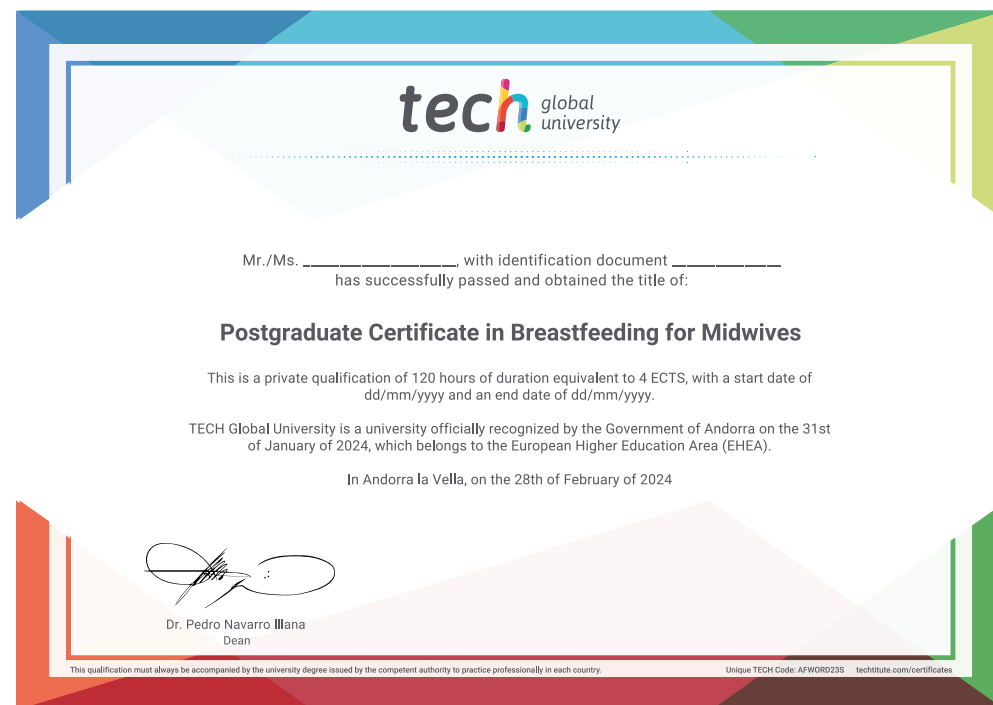 tech global
university
Mr./Ms. _________________, with identification document ____________
has successfully passed and obtained the title of:
Postgraduate Certificate in Breastfeeding for Midwives
This is a private qualification of 120 hours of duration equivalent to 4 ECTS, with a start date of
dd/mm/yyyy and an end date of dd/mm/yyyy.
TECH Global University is a university officially recognized by the Government of Andorra on the 31st
of January of 2024, which belongs to the European Higher Education Area (EHEA).
In Andorra la Vella, on the 28th of February of 2024
Dr. Pedro Navarro Illana
Dean
This qualification must always be accompanied by the university degree issued by the competent authority to practice professionally in each country.
Unique TECH Code: AFWORD23S techtitute.com/certificates